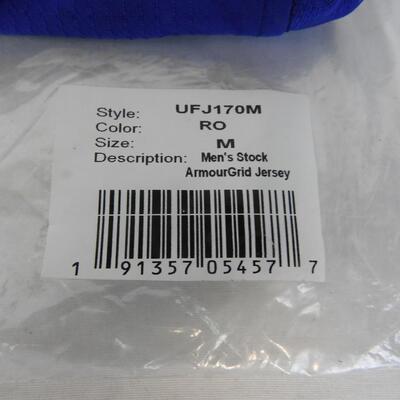 Style: UFJ170M
Color: RO
Size: M
Description: Men's Stock
ArmourGrid Jersey
1 91357 05457 7